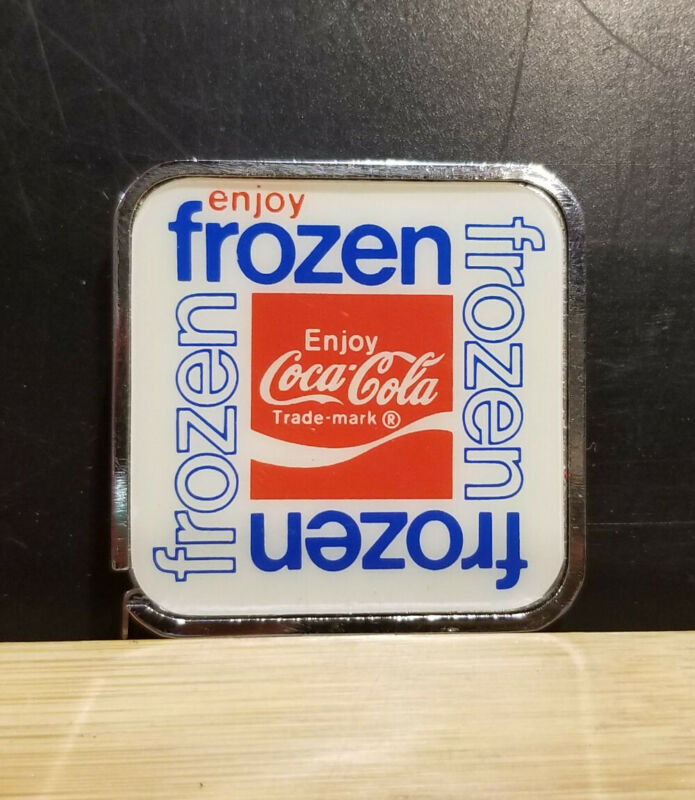 enjoy
frozen
frozen
frozen
Enjoy
Coca-Cola
Trade-mark ®
frozen